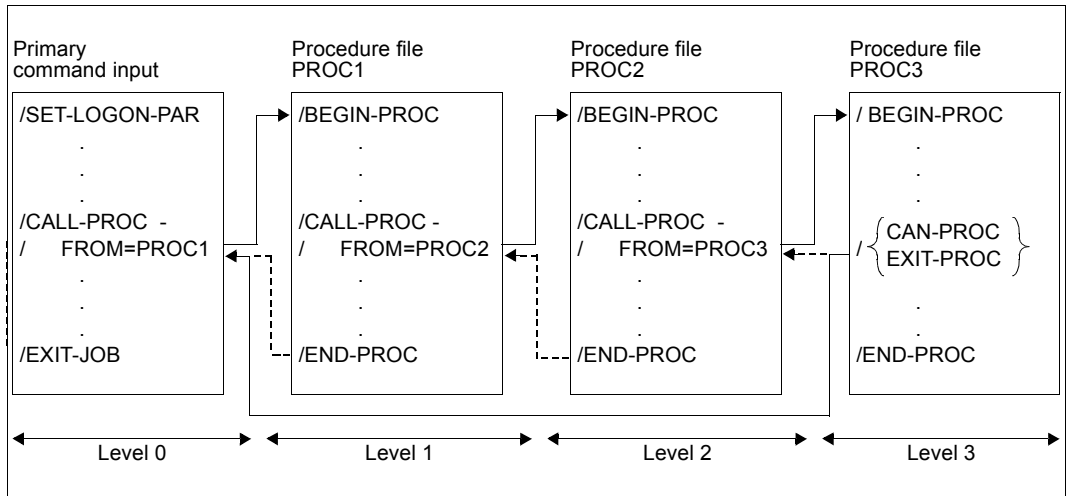 Primary
command input
/SET-LOGON-PAR
.
.
.
/CALL-PROC -
/ FROM=PROC1
.
.
.
/EXIT-JOB
Level 0
Procedure file
PROC1
/BEGIN-PROC
.
.
.
/CALL-PROC -
/ FROM=PROC2
.
.
.
/END-PROC
Level 1
Procedure file
PROC2
/BEGIN-PROC
.
.
.
/CALL-PROC -
/ FROM=PROC3
.
.
.
/END-PROC
Level 2
Procedure file
PROC3
/ BEGIN-PROC
.
.
.
/ { CAN-PROC
EXIT-PROC }
.
.
/END-PROC
Level 3